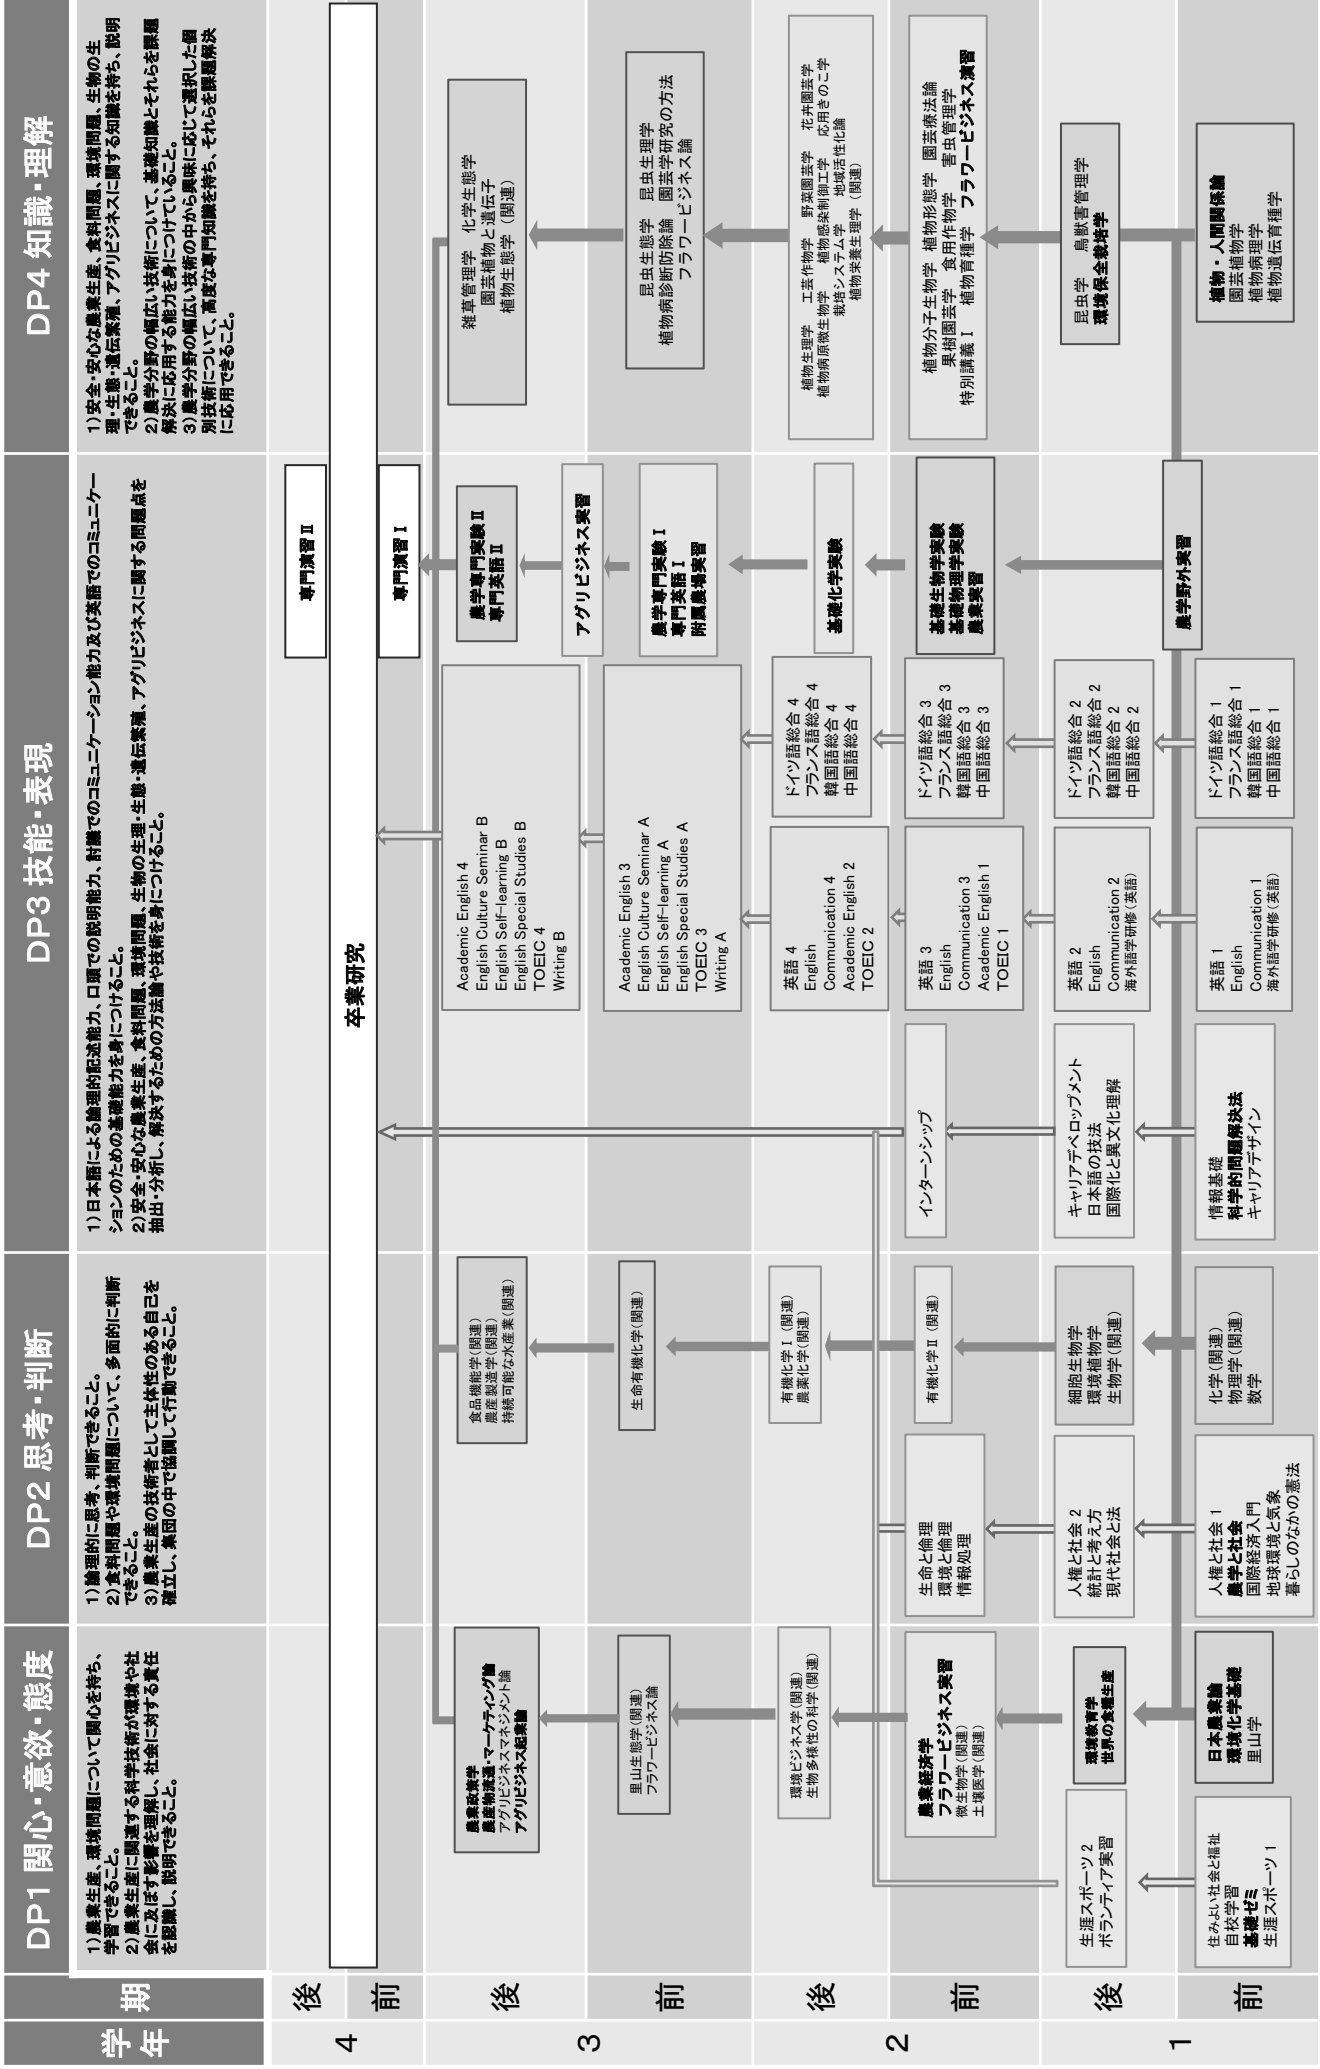 学年
期
DP1 関心・意欲・態度
DP2 思考・判断
DP3 技能・表現
DP4 知識・理解
1)農業生産、環境問題について関心を持ち、
学習できること。
2)農業生産に関連する科学技術が環境や社
会に及ぼす影響を理解し、社会に対する責任
を認識し、説明できること。
1)論理的に思考、判断できること。
2)食料問題や環境問題について、多面的に判断
できること。
3)農業生産の技術者として主体性のある自己を
確立し、集団の中で協調して行動できること。
1)日本語による論理的記述能力、口頭での説明能力、討議でのコミュニケーション能力及び英語でのコミュニケー
ションのための基礎能力を身につけること。
2)安全・安心な農業生産、食料問題、環境問題、生物の生理・生態・遺伝繁殖、アグリビジネスに関する問題点を
抽出・分析し、解決するための方法論や技術を身につけること。
1)安全・安心な農業生産、食料問題、環境問題、生物の生
理・生態・遺伝繁殖、アグリビジネスに関する知識を持ち、説明
できること。
2)農学分野の幅広い技術について、基礎知識とそれらを課題
解決に応用する能力を身につけていること。
3)農学分野の幅広い技術の中から興味に応じて選択した個
別技術について、高度な専門知識を持ち、それらを課題解決
に応用できること。
4
後
専門演習Ⅱ
卒業研究
前
専門演習Ⅰ
3
後
農業政策学
農産物流通・マーケティング論
アグリビジネスマネジメント論
アグリビジネス起業論
食品機能学(関連)
農産製造学(関連)
持続可能な水産業(関連)
Academic English 4
English Culture Seminar B
English Self-learning B
English Special Studies B
TOEIC 4
Writing B
農学専門実験Ⅱ
専門英語Ⅱ
アグリビジネス実習
雑草管理学 化学生態学
園芸植物と遺伝子
植物生態学(関連)
前
里山生態学(関連)
フラワービジネス論
生命有機化学(関連)
Academic English 3
English Culture Seminar A
English Self-learning A
English Special Studies A
TOEIC 3
Writing A
農学専門実験Ⅰ
専門英語Ⅰ
附属農場実習
昆虫生態学 昆虫生理学
植物病診断防除論 園芸学研究の方法
フラワービジネス論
2
後
環境ビジネス学(関連)
生物多様性の科学(関連)
有機化学Ⅰ(関連)
農薬化学(関連)
英語 4
English
Communication 4
Academic English 2
TOEIC 2
ドイツ語総合 4
フランス語総合 4
韓国語総合 4
中国語総合 4
基礎化学実験
植物生理学 工芸作物学 野菜園芸学 花卉園芸学
植物病原微生物学 植物感染制御工学 応用きのこ学
栽培システム学 地域活性化論
植物栄養生理学(関連)
前
農業経済学
フラワービジネス実習
微生物学(関連)
土壌医学(関連)
生命と倫理
環境と倫理
情報処理
有機化学Ⅱ(関連)
インターンシップ
英語 3
English
Communication 3
Academic English 1
TOEIC 1
ドイツ語総合 3
フランス語総合 3
韓国語総合 3
中国語総合 3
基礎生物学実験
基礎物理学実験
農業実習
植物分子生物学 植物形態学 園芸療法論
果樹園芸学 食用作物学 害虫管理学
特別講義Ⅰ 植物育種学 フラワービジネス演習
1
後
生涯スポーツ 2
ボランティア実習
環境教育学
世界の食糧生産
人権と社会 2
統計と考え方
現代社会と法
細胞生物学
環境植物学
生物学(関連)
キャリアデベロップメント
日本語の技法
国際化と異文化理解
英語 2
English
Communication 2
海外語学研修(英語)
ドイツ語総合 2
フランス語総合 2
韓国語総合 2
中国語総合 2
昆虫学 鳥獣害管理学
環境保全栽培学
前
住みよい社会と福祉
自校学習
基礎ゼミ
生涯スポーツ 1
日本農業論
環境化学基礎
里山学
人権と社会 1
農学と社会
国際経済入門
地球環境と気象
暮らしのなかの憲法
化学(関連)
物理学(関連)
数学
情報基礎
科学的問題解決法
キャリアデザイン
英語 1
English
Communication 1
海外語学研修(英語)
ドイツ語総合 1
フランス語総合 1
韓国語総合 1
中国語総合 1
農学野外実習
植物・人間関係論
園芸植物学
植物病理学
植物遺伝育種学